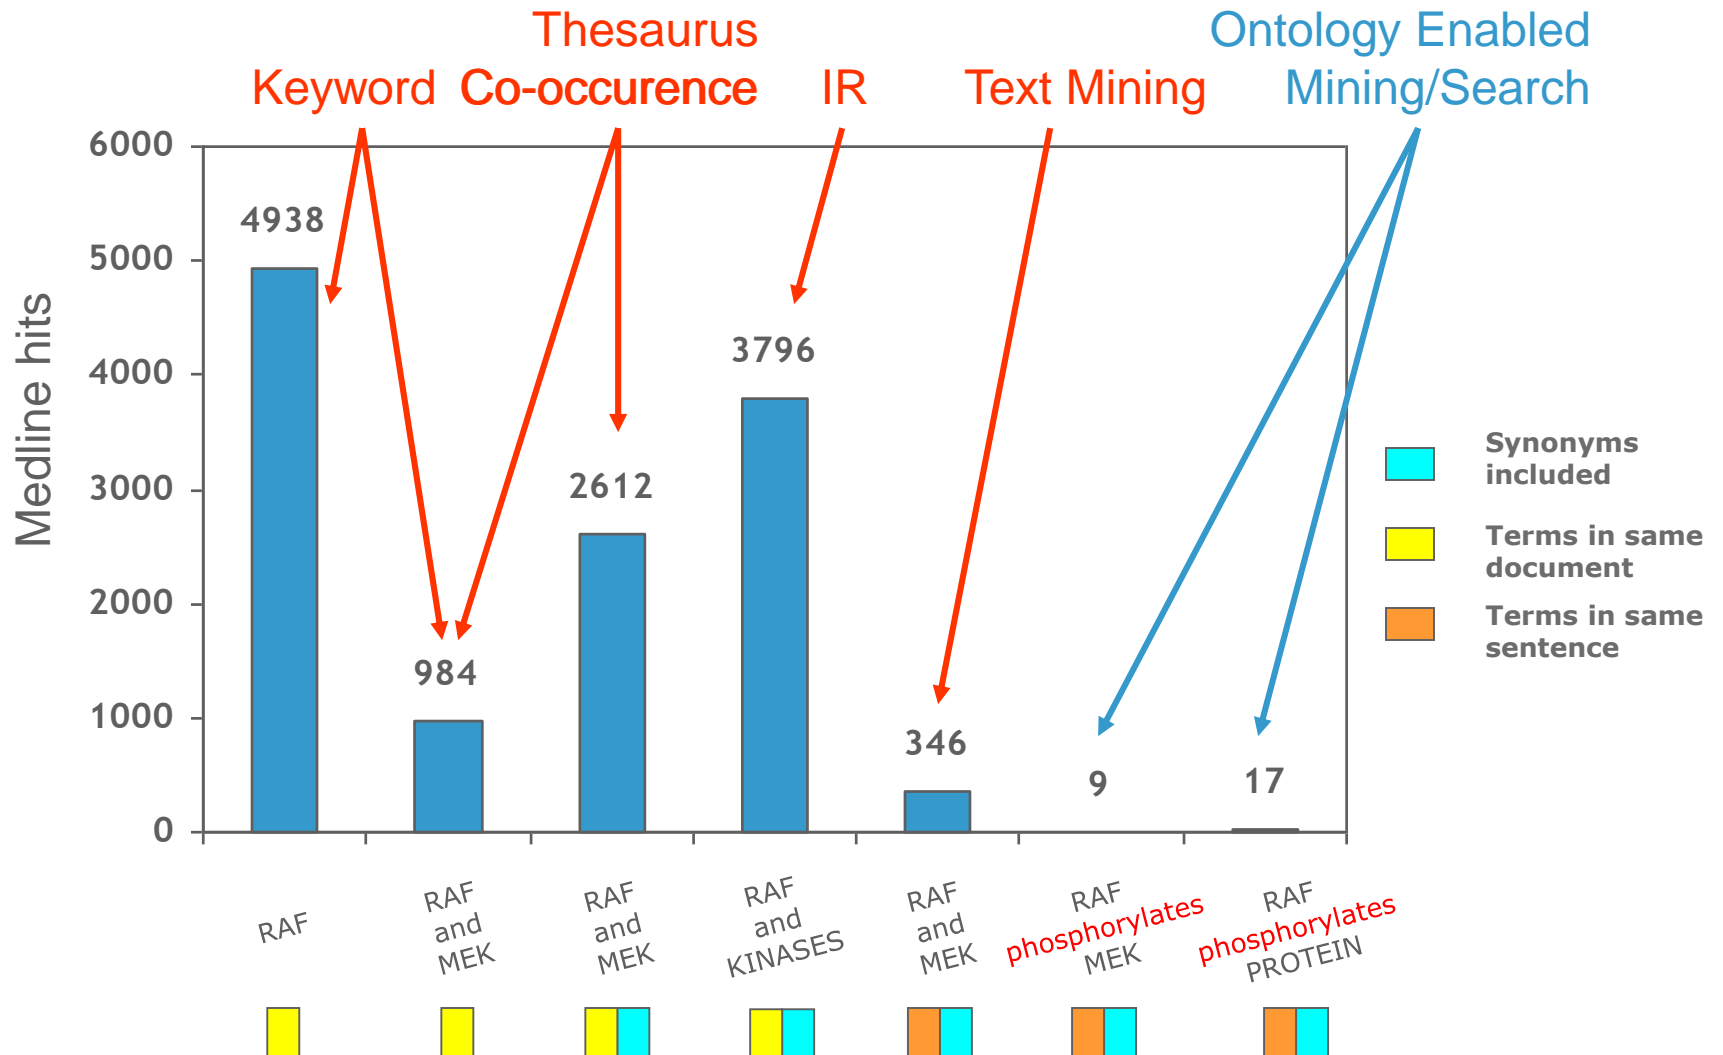 Thesaurus
Ontology Enabled
Keyword Co-occurence IR Text Mining Mining/Search
Medline hits
6000
5000
4000
3000
2000
1000
0
4938
984
2612
3796
346
9
17
Synonyms
included
Terms in same
document
Terms in same
sentence
RAF
RAF
and
MEK
RAF
and
MEK
RAF
and
KINASES
RAF
and
MEK
RAF
phosphorylates
MEK
RAF
phosphorylates
PROTEIN